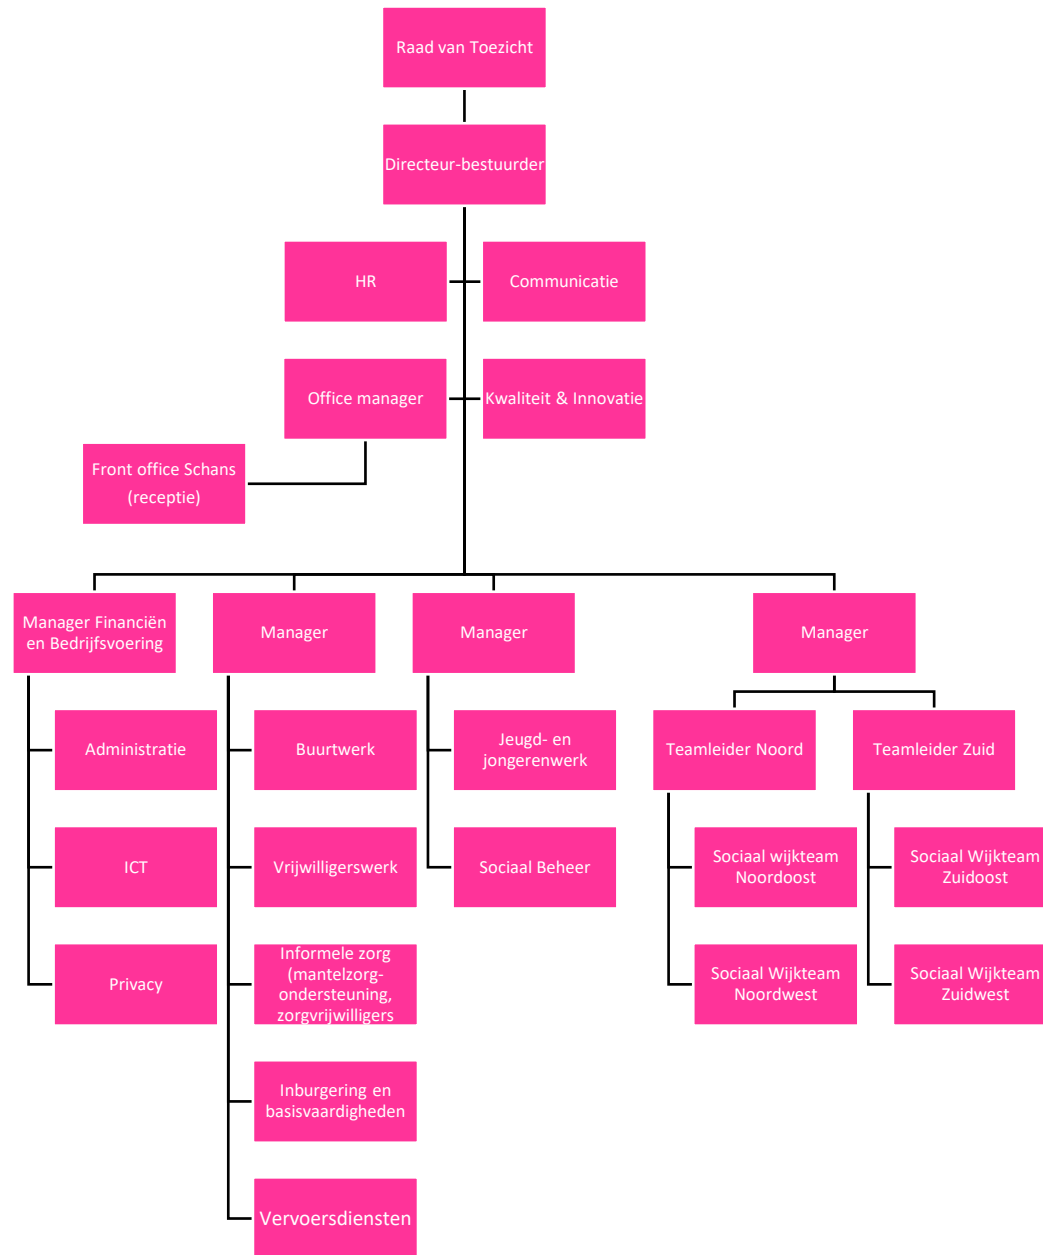 Raad van Toezicht
Directeur-bestuurder
HR
Communicatie
Office manager
Kwaliteit & Innovatie
Front office Schans
(receptie)
Manager Financiën
en Bedrijfsvoering
Manager
Manager
Manager
Administratie
Buurtwerk
Jeugd- en
jongerenwerk
Teamleider Noord
Teamleider Zuid
ICT
Vrijwilligerswerk
Sociaal Beheer
Sociaal wijkteam
Noordoost
Sociaal Wijkteam
Zuidoost
Privacy
Informele zorg
(mantelzorg-
ondersteuning,
zorgvrijwilligers
Sociaal Wijkteam
Noordwest
Sociaal Wijkteam
Zuidwest
Inburgering en
basisvaardigheden
Vervoersdiensten